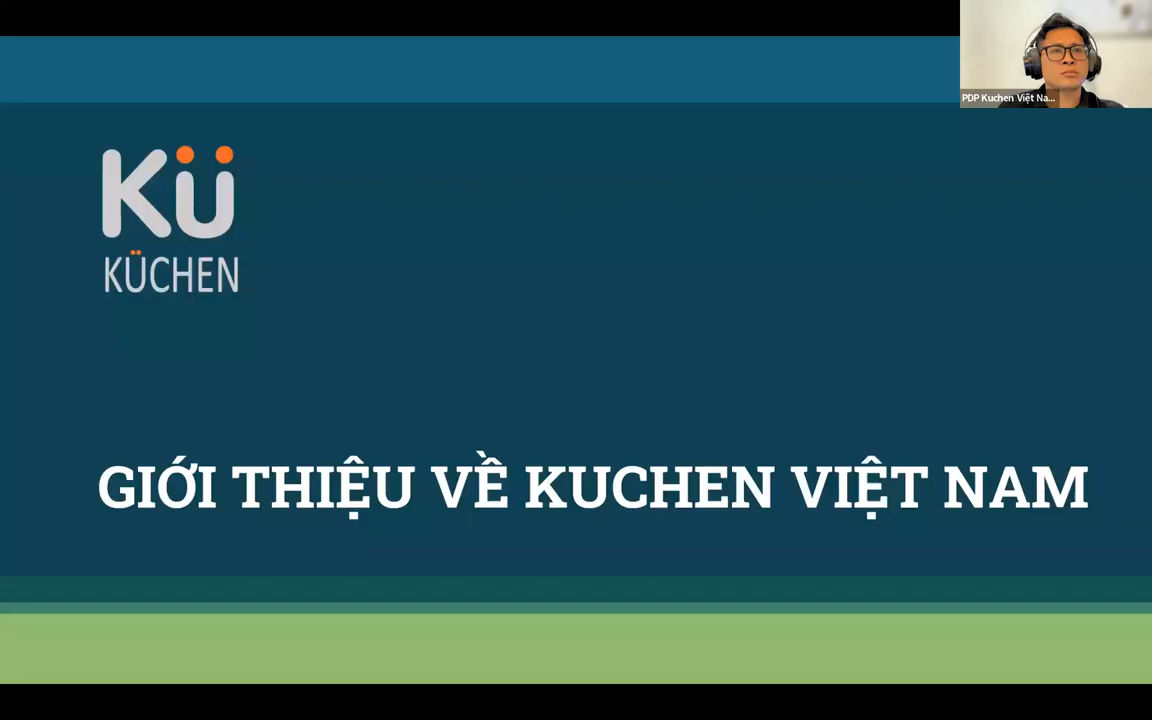 PDP Kuchen Việt Na...
KÜ
KÜCHEN
GIỚI THIỆU VỀ KUCHEN VIỆT NAM